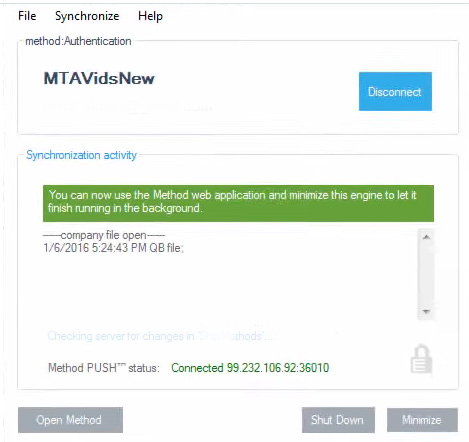 File Synchronize Help
method:Authentication
MTAVidsNew
Disconnect
Synchronization activity
You can now use the Method web application and minimize this engine to let it
finish running in the background.
-----company file open-----
1/6/2016 5:24:43 PM QB file;
Checking server for changes in
Method PUSH™ status: Connected 99.232.106.92:36010
Open Method
Shut Down
Minimize